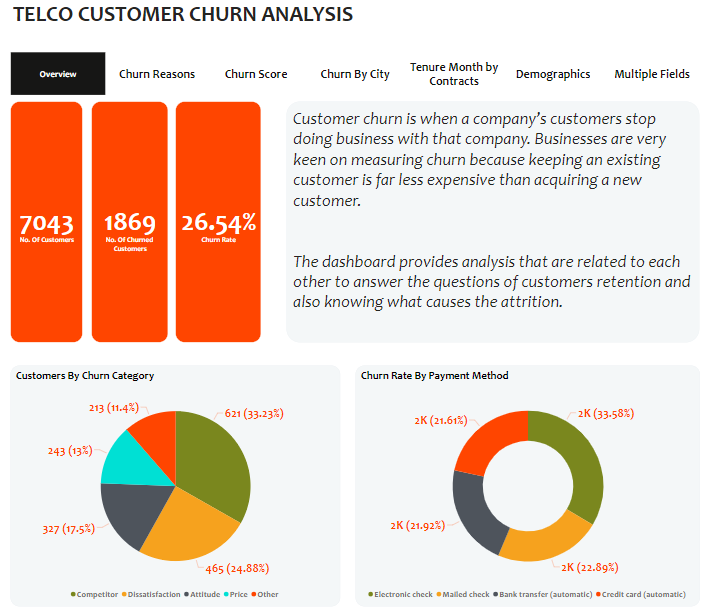 TELCO CUSTOMER CHURN ANALYSIS
Overview
Churn Reasons
Churn Score
Churn By City
Tenure Month by
Contracts
Demographics
Multiple Fields
7043
No. Of Customers
1869
No. Of Churned
Customers
26.54%
Churn Rate
Customer churn is when a company's customers stop
doing business with that company. Businesses are very
keen on measuring churn because keeping an existing
customer is far less expensive than acquiring a new
customer.
The dashboard provides analysis that are related to each
other to answer the questions of customers retention and
also knowing what causes the attrition.
Customers By Churn Category
213 (11.4%)
621 (33.23%)
243 (13%)
327 (17.5%)
465 (24.88%)
Competitor
Dissatisfaction
Attitude
Price
Other
Churn Rate By Payment Method
2K (21.61%)
2K (33.58%)
2K (21.92%)
2K (22.89%)
Electronic check
Mailed check
Bank transfer (automatic)
Credit card (automatic)